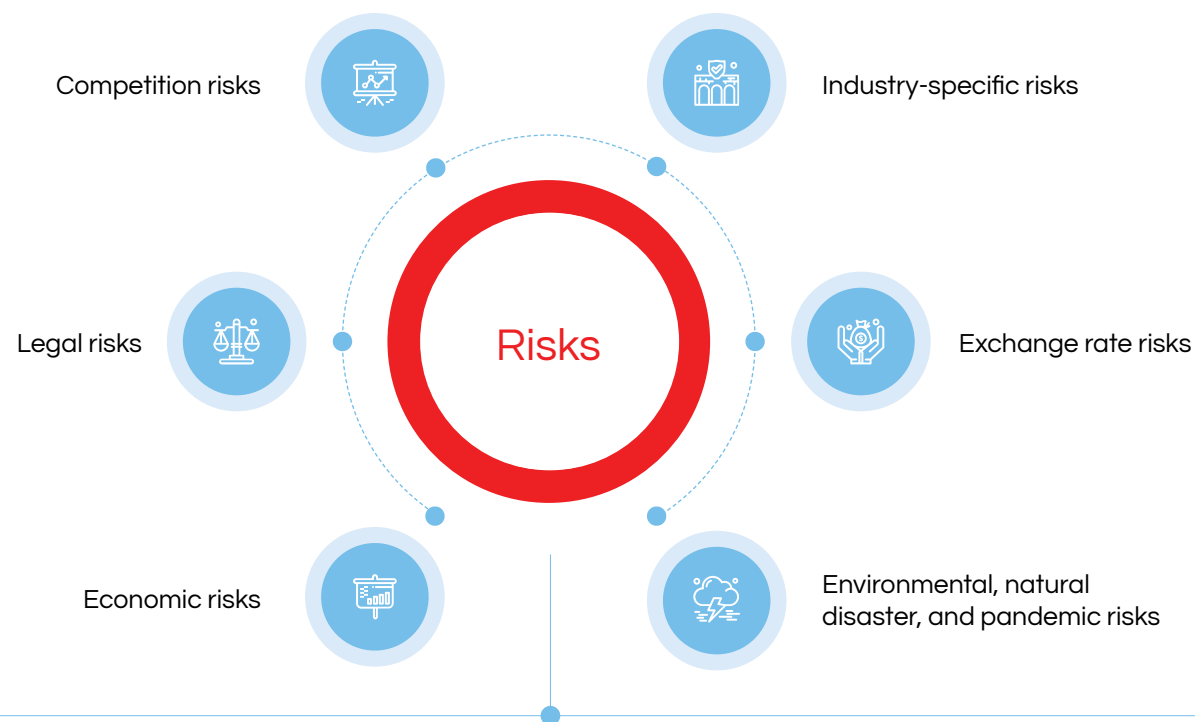 Competition risks
Industry-specific risks
Legal risks
Risks
Exchange rate risks
Economic risks
Environmental, natural
disaster, and pandemic risks